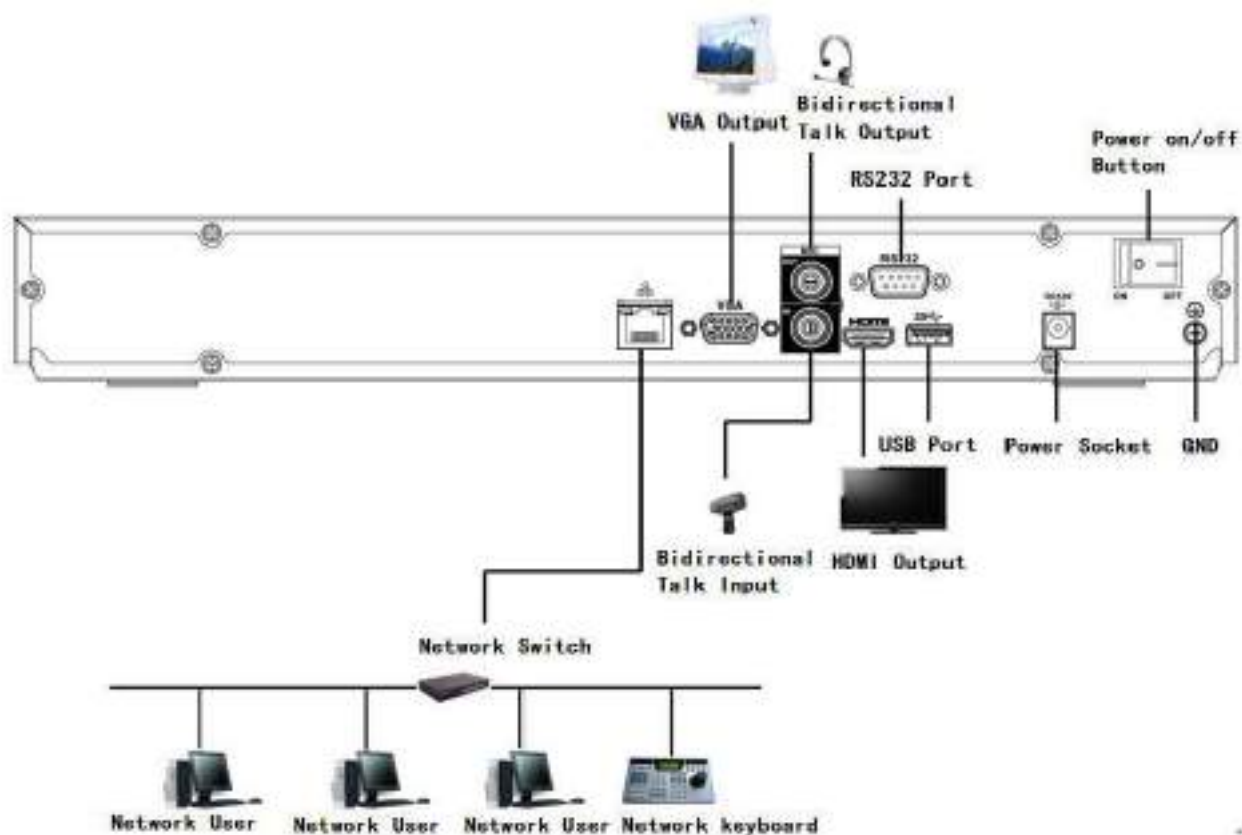 VGA Output
Bidirectional
Talk Output
RS232 Port
Power on/off
Button
RS232
VGA
HDMI
ON OFF
USB Port
Power Socket
GND
Bidirectional
Talk Input
HDMI Output
Network Switch
Network User
Network User
Network User
Network keyboard